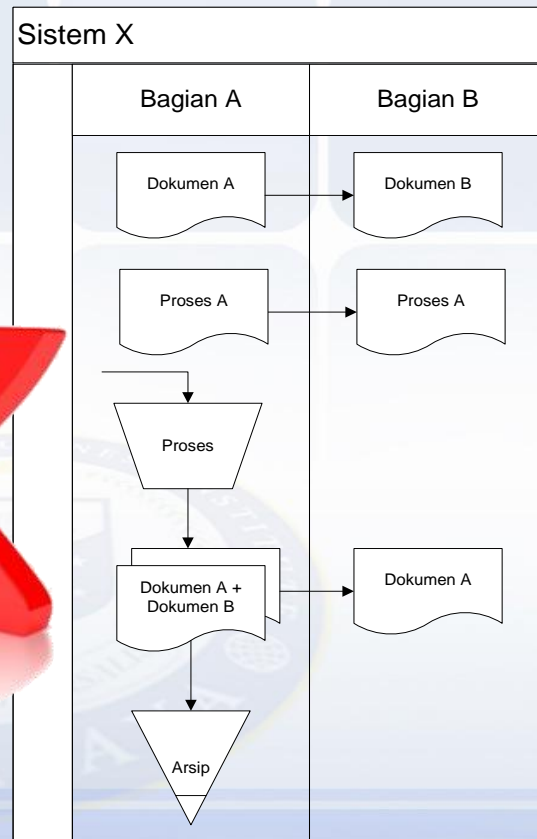 Sistem X
Bagian A
Bagian B
Dokumen A
Dokumen B
Proses A
Proses A
Proses
Dokumen A +
Dokumen B
Dokumen A
Arsip